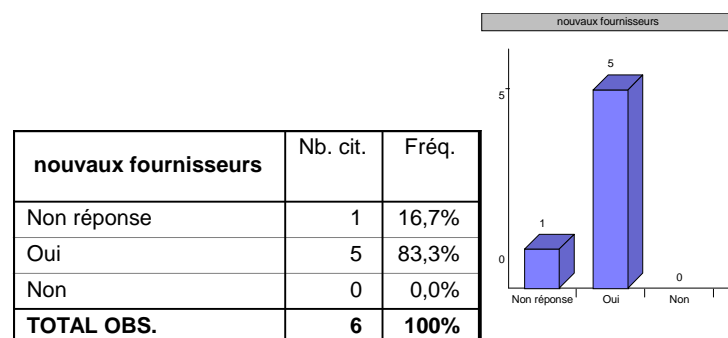 nouvaux fournisseurs Nb. cit. Fréq.
Non réponse 1 16,7%
Oui 5 83,3%
Non 0 0,0%
TOTAL OBS. 6 100%
nouvaux fournisseurs
5
5
1
0
0
Non réponse Oui Non